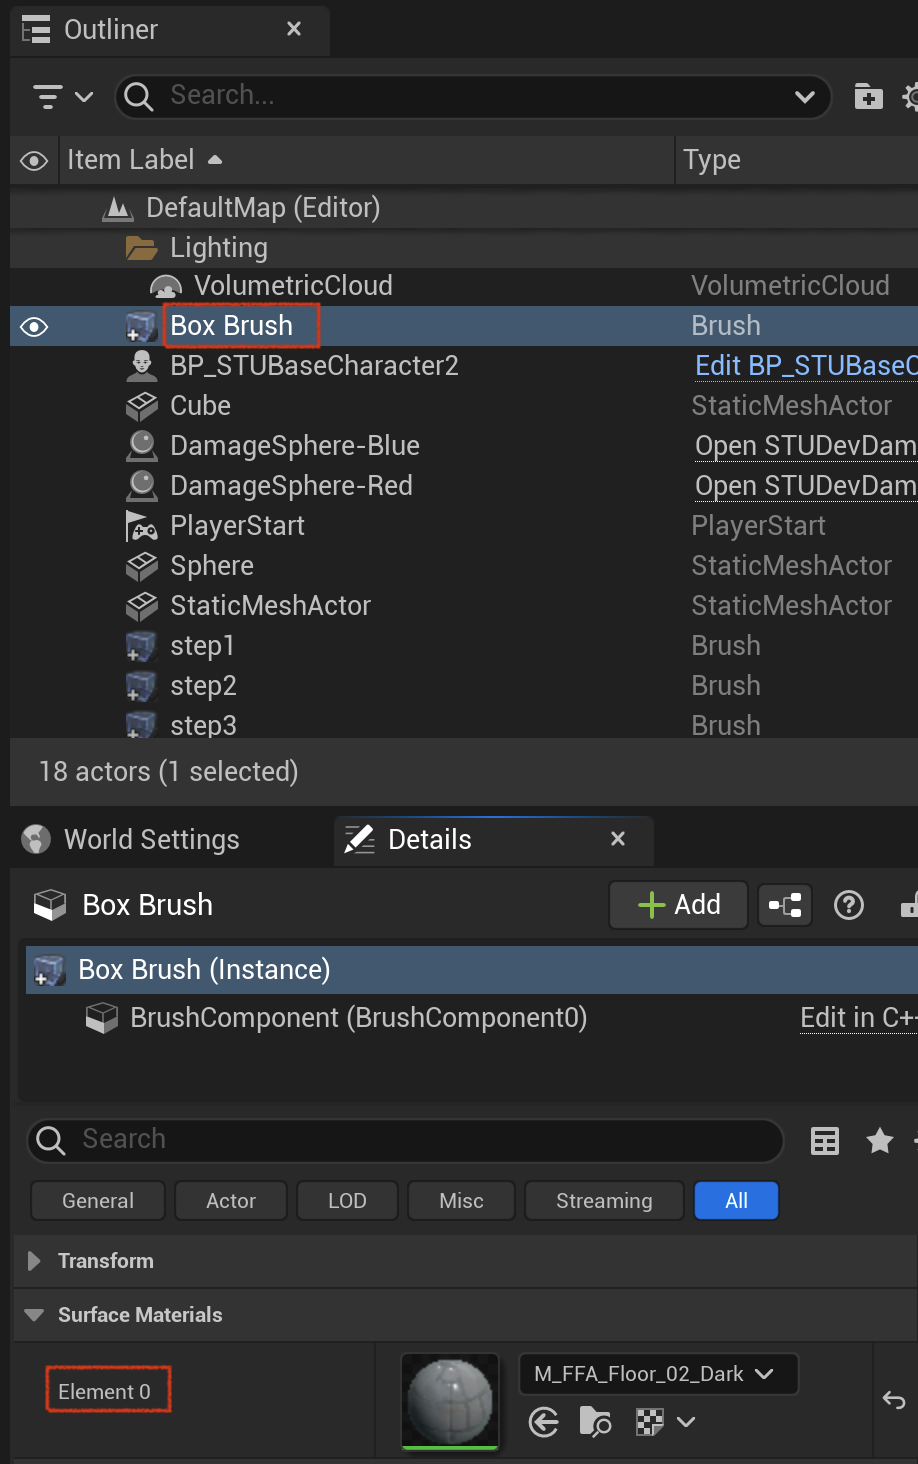 Outliner
Search...
Item Label Type
DefaultMap (Editor)
Lighting
VolumetricCloud VolumetricCloud
Box Brush Brush
BP_STUBaseCharacter2 Edit BP_STUBaseC
Cube StaticMeshActor
DamageSphere-Blue Open STUDevDam
DamageSphere-Red Open STUDevDam
PlayerStart PlayerStart
Sphere StaticMeshActor
StaticMeshActor StaticMeshActor
step1 Brush
step2 Brush
step3 Brush
18 actors (1 selected)
World Settings Details
Box Brush Add
Box Brush (Instance)
BrushComponent (BrushComponent0) Edit in C+
Search
General Actor LOD Misc Streaming All
Transform
Surface Materials
Element 0 M_FFA_Floor_02_Dark